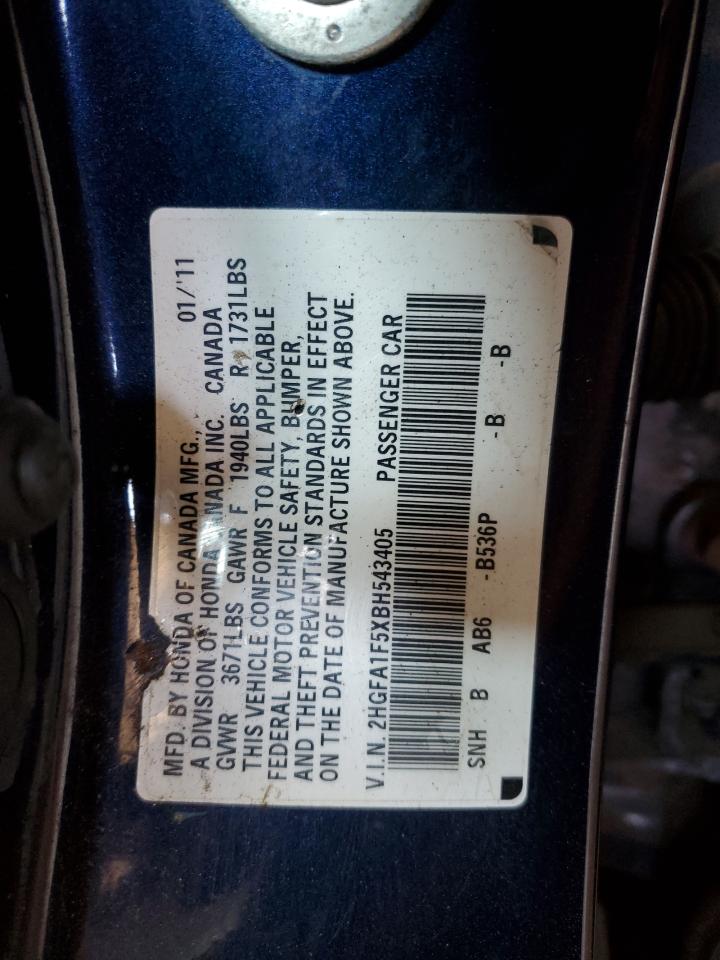 MFD. BY HONDA OF CANADA MFG., 01/'11
A DIVISION OF HONDA CANADA INC. CANADA
GVWR 3671LBS GAWR F 1940LBS R 1731LBS
THIS VEHICLE CONFORMS TO ALL APPLICABLE
FEDERAL MOTOR VEHICLE SAFETY, BUMPER,
AND THEFT PREVENTION STANDARDS IN EFFECT
ON THE DATE OF MANUFACTURE SHOWN ABOVE.
V.I.N. 2HGFA1F5XBH543405 PASSENGER CAR
SNH B AB6 -B536P -B -B